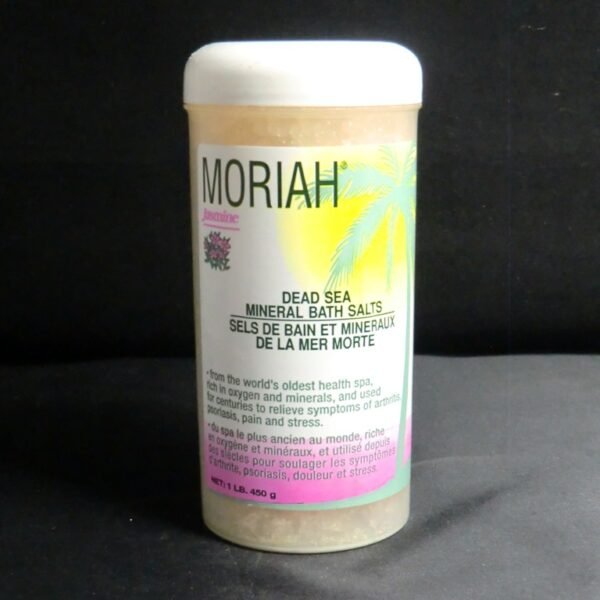 MORIAH®
Jasmine
DEAD SEA
MINERAL BATH SALTS
SELS DE BAIN ET MINERAUX
DE LA MER MORTE
• from the world's oldest health spa,
rich in oxygen and minerals, and used
for centuries to relieve symptoms of arthritis,
psoriasis, pain and stress.
• du spa le plus ancien au monde, riche
en oxygène et minéraux, et utilisé depuis
des siècles pour soulager les symptômes
d'arthrite, psoriasis, douleur et stress.
NET: 1 LB. 450 g